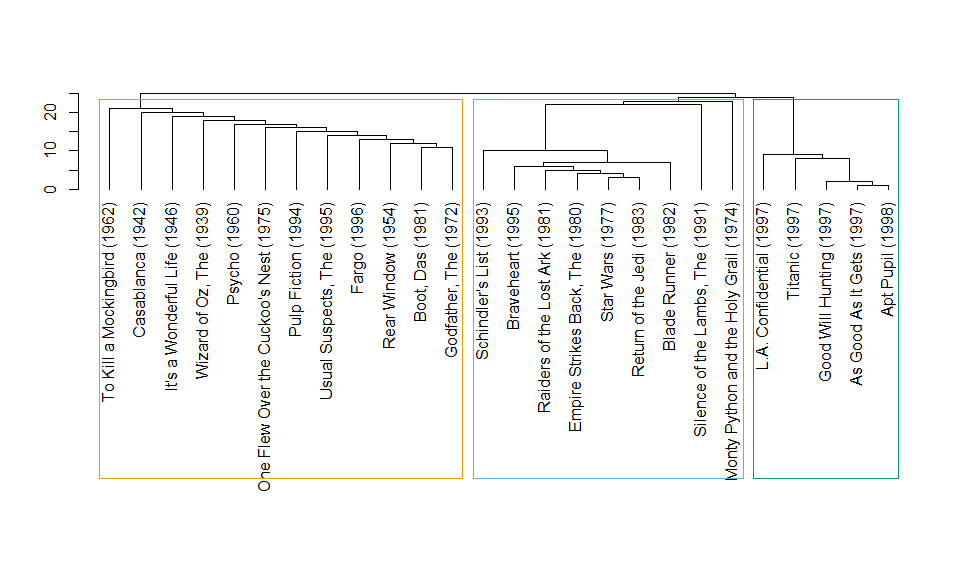 20
10
0
To Kill a Mockingbird (1962)
Casablanca (1942)
It's a Wonderful Life (1946)
Wizard of Oz, The (1939)
Psycho (1960)
One Flew Over the Cuckoo's Nest (1975)
Pulp Fiction (1994)
Usual Suspects, The (1995)
Fargo (1996)
Rear Window (1954)
Boot, Das (1981)
Godfather, The (1972)
Schindler's List (1993)
Braveheart (1995)
Raiders of the Lost Ark (1981)
Empire Strikes Back, The (1980)
Star Wars (1977)
Return of the Jedi (1983)
Blade Runner (1982)
Silence of the Lambs, The (1991)
Monty Python and the Holy Grail (1974)
L.A. Confidential (1997)
Titanic (1997)
Good Will Hunting (1997)
As Good As It Gets (1997)
Apt Pupil (1998)